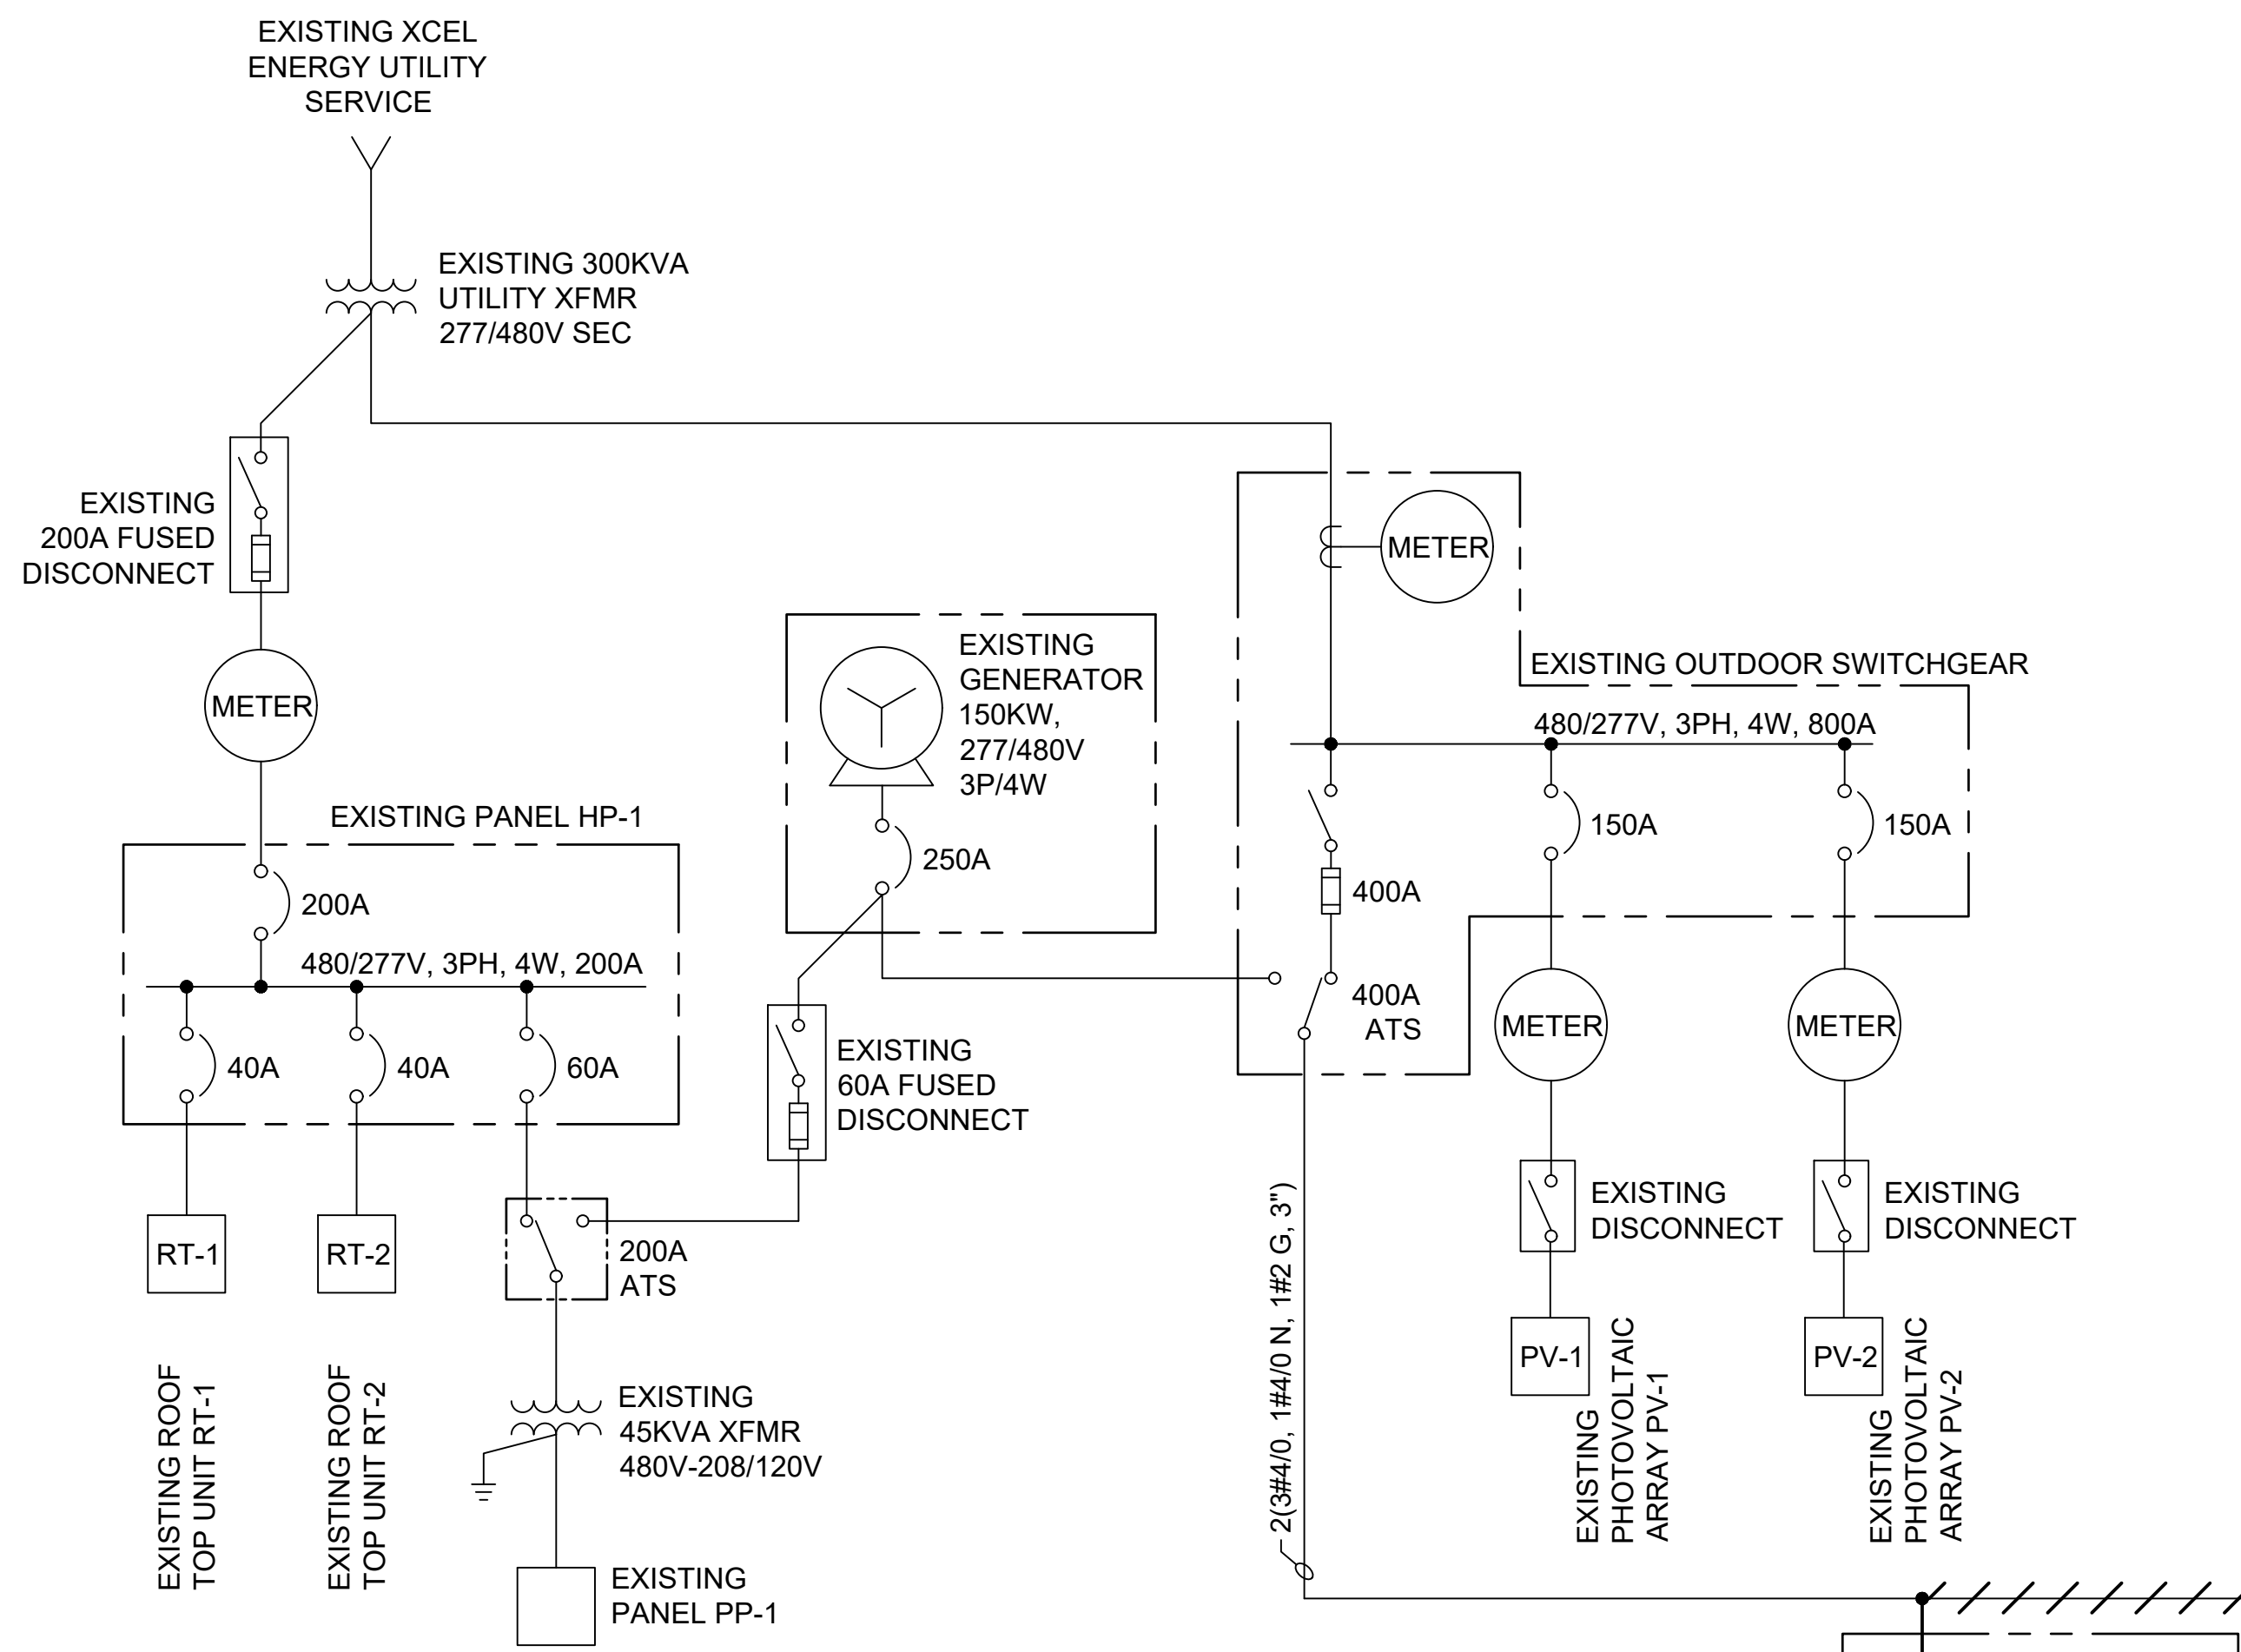 EXISTING XCEL
ENERGY UTILITY
SERVICE
EXISTING 300KVA
UTILITY XFMR
277/480V SEC
EXISTING
200A FUSED
DISCONNECT
METER
METER
EXISTING
GENERATOR
150KW,
277/480V
3P/4W
250A
EXISTING OUTDOOR SWITCHGEAR
480/277V, 3PH, 4W, 800A
150A
150A
400A
400A
ATS
EXISTING PANEL HP-1
200A
480/277V, 3PH, 4W, 200A
40A
40A
60A
EXISTING
60A FUSED
DISCONNECT
METER
METER
RT-1
RT-2
200A
ATS
EXISTING
DISCONNECT
EXISTING
DISCONNECT
PV-1
PV-2
EXISTING ROOF
TOP UNIT RT-1
EXISTING ROOF
TOP UNIT RT-2
EXISTING
45KVA XFMR
480V-208/120V
2(3#4/0, 1#4/0 N, 1#2 G, 3")
EXISTING
PHOTOVOLTAIC
ARRAY PV-1
EXISTING
PHOTOVOLTAIC
ARRAY PV-2
EXISTING
PANEL PP-1